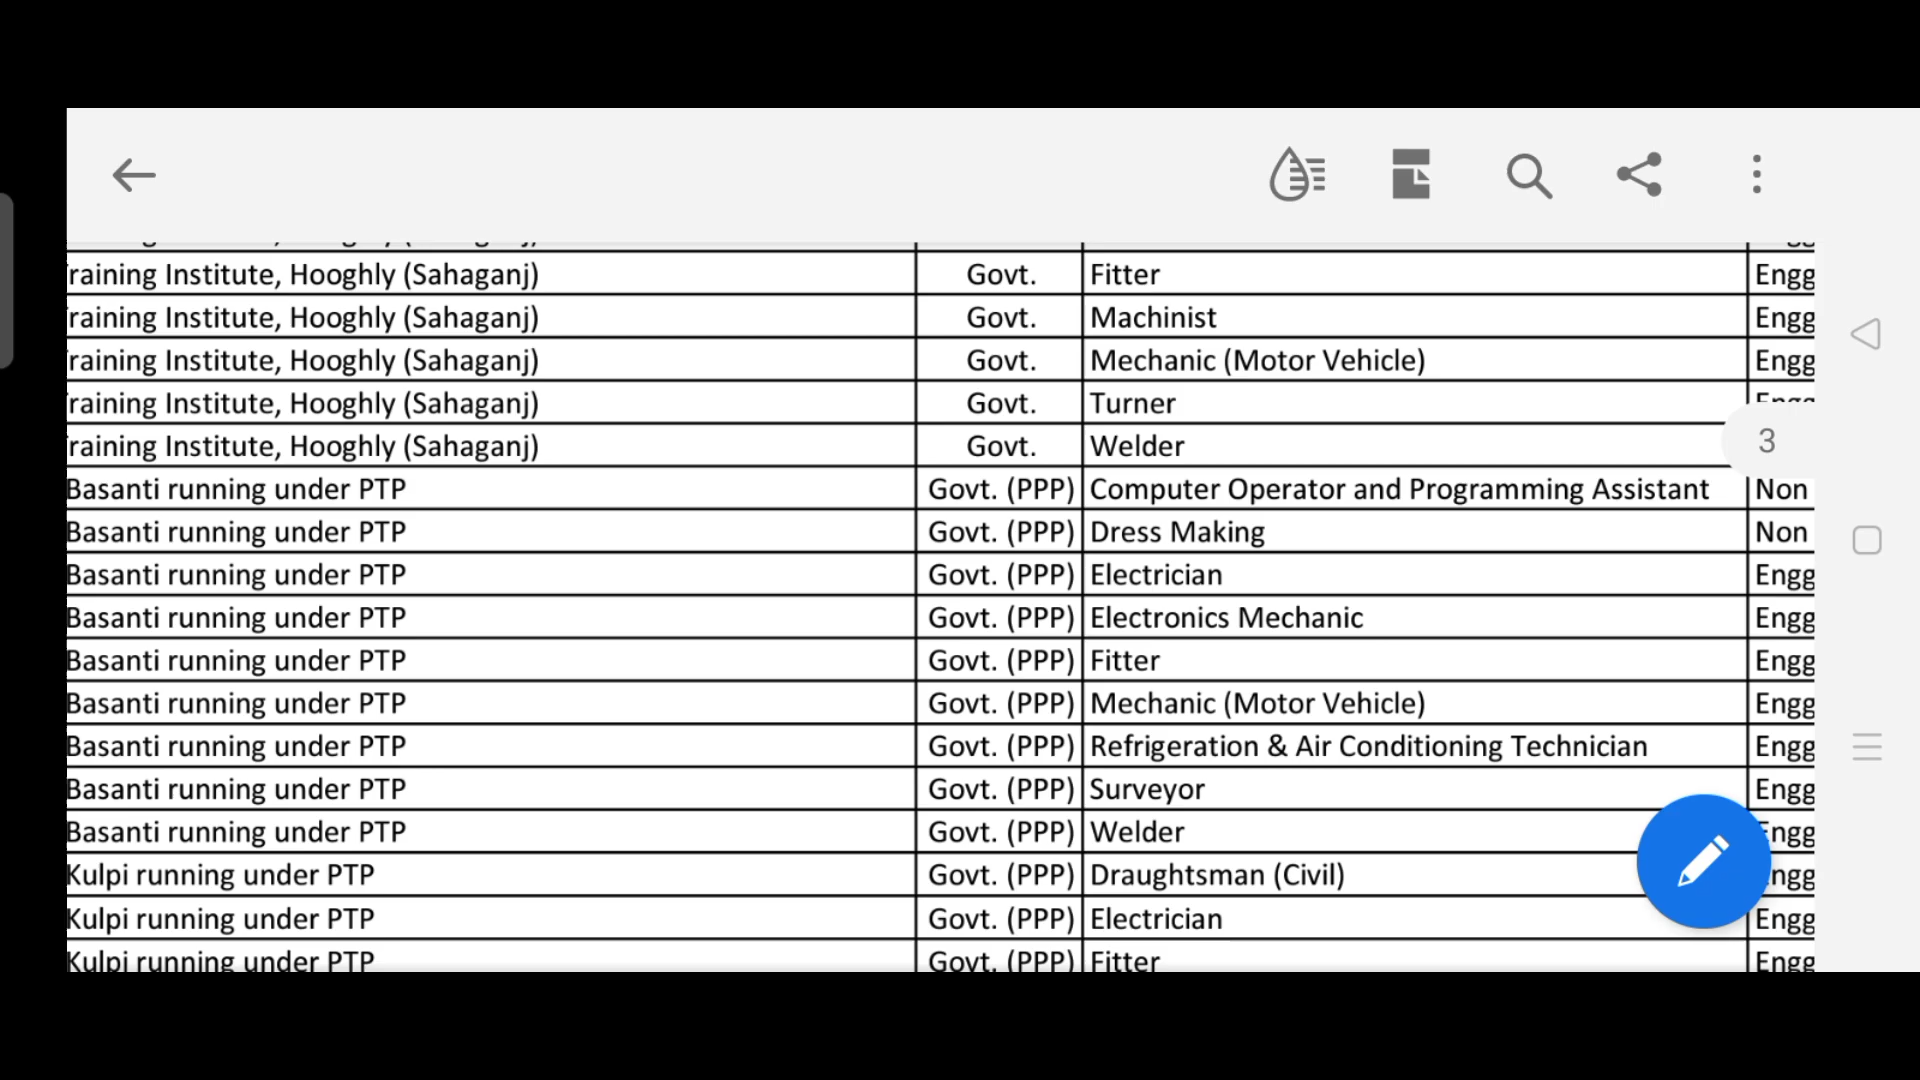 raining Institute, Hooghly (Sahaganj) Govt. Fitter Engg
raining Institute, Hooghly (Sahaganj) Govt. Machinist Engg
raining Institute, Hooghly (Sahaganj) Govt. Mechanic (Motor Vehicle) Engg
raining Institute, Hooghly (Sahaganj) Govt. Turner
raining Institute, Hooghly (Sahaganj) Govt. Welder
3
Basanti running under PTP Govt. (PPP) Computer Operator and Programming Assistant Non
Basanti running under PTP Govt. (PPP) Dress Making Non
Basanti running under PTP Govt. (PPP) Electrician Engg
Basanti running under PTP Govt. (PPP) Electronics Mechanic Engg
Basanti running under PTP Govt. (PPP) Fitter Engg
Basanti running under PTP Govt. (PPP) Mechanic (Motor Vehicle) Engg
Basanti running under PTP Govt. (PPP) Refrigeration & Air Conditioning Technician Engg
Basanti running under PTP Govt. (PPP) Surveyor Engg
Basanti running under PTP Govt. (PPP) Welder ngg
Kulpi running under PTP Govt. (PPP) Draughtsman (Civil) ngg
Kulpi running under PTP Govt. (PPP) Electrician Engg
Kulpi running under PTP Govt. (PPP) Fitter Engg